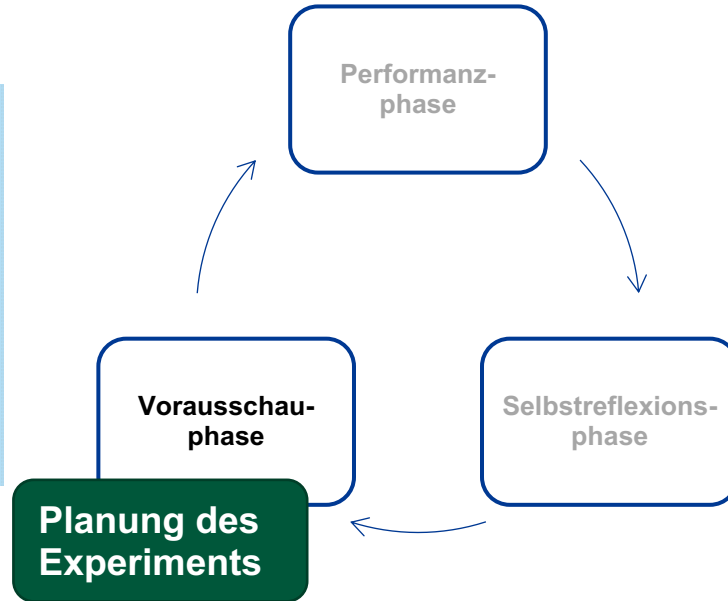 Performanz-
phase
Vorausschau-
phase
Selbstreflexions-
phase
Planung des
Experiments